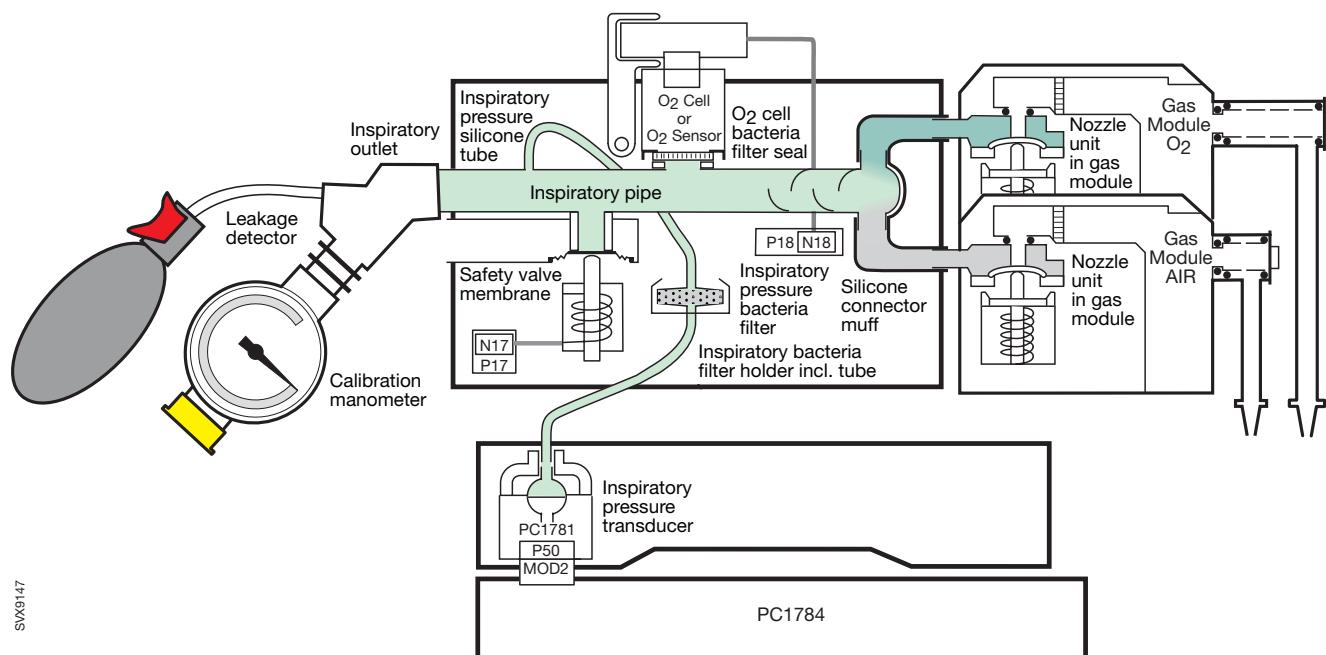 Inspiratory
pressure
silicone
tube
O2 Cell
or
O2 Sensor
O2 cell
bacteria
filter seal
Gas
Module
O2
Nozzle
unit
in gas
module
Inspiratory
outlet
Inspiratory pipe
Leakage
detector
P18 N18
Gas
Module
AIR
Nozzle
unit
in gas
module
Safety valve
membrane
Inspiratory
pressure
bacteria
filter
Silicone
connector
muff
N17
P17
Inspiratory bacteria
filter holder incl. tube
Calibration
manometer
Inspiratory
pressure
transducer
PC1781
P50
MOD2
PC1784
SVX9147